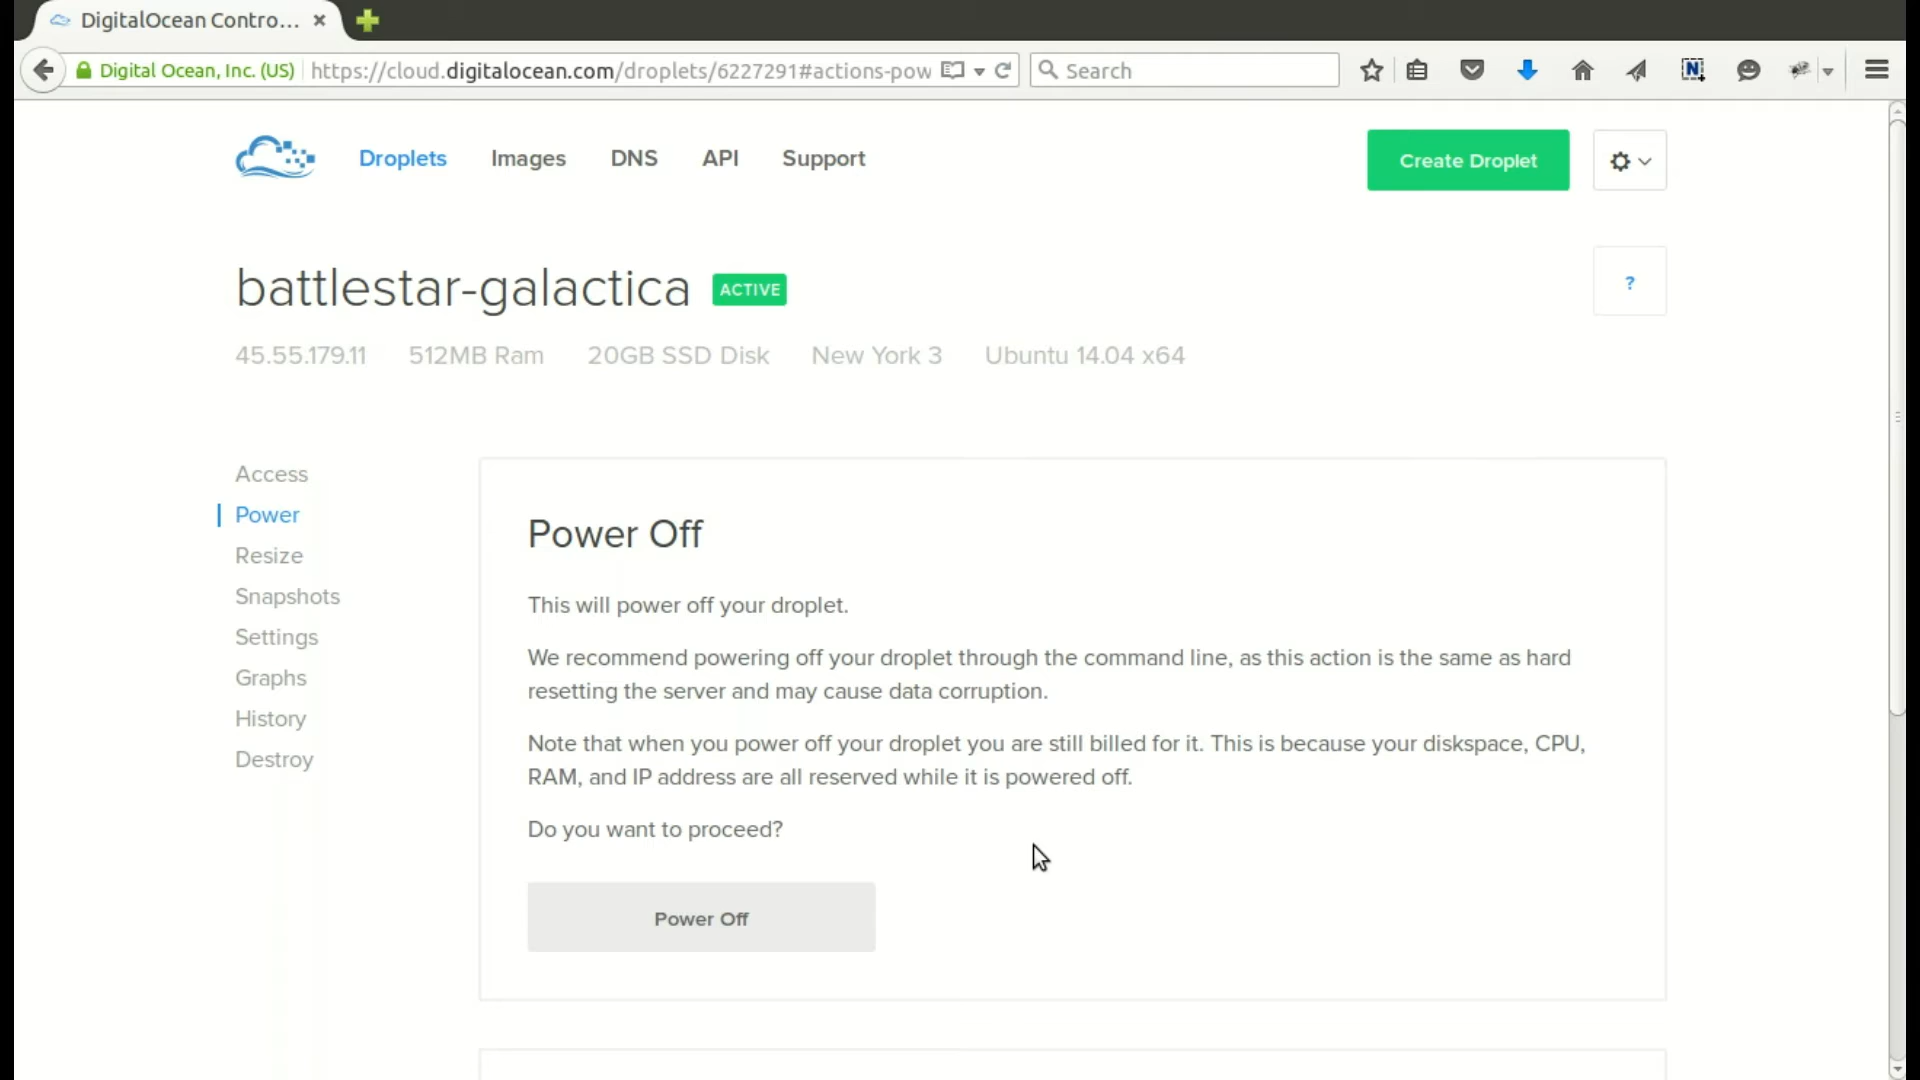 DigitalOcean Contro...
Digital Ocean, Inc. (US) https://cloud.digitalocean.com/droplets/6227291#actions-pow Search
Droplets Images DNS API Support Create Droplet
battlestar-galactica ACTIVE ?
45.55.179.11 512MB Ram 20GB SSD Disk New York 3 Ubuntu 14.04 x64
Access
Power
Resize
Snapshots
Settings
Graphs
History
Destroy
Power Off
This will power off your droplet.
We recommend powering off your droplet through the command line, as this action is the same as hard
resetting the server and may cause data corruption.
Note that when you power off your droplet you are still billed for it. This is because your diskspace, CPU,
RAM, and IP address are all reserved while it is powered off.
Do you want to proceed?
Power Off